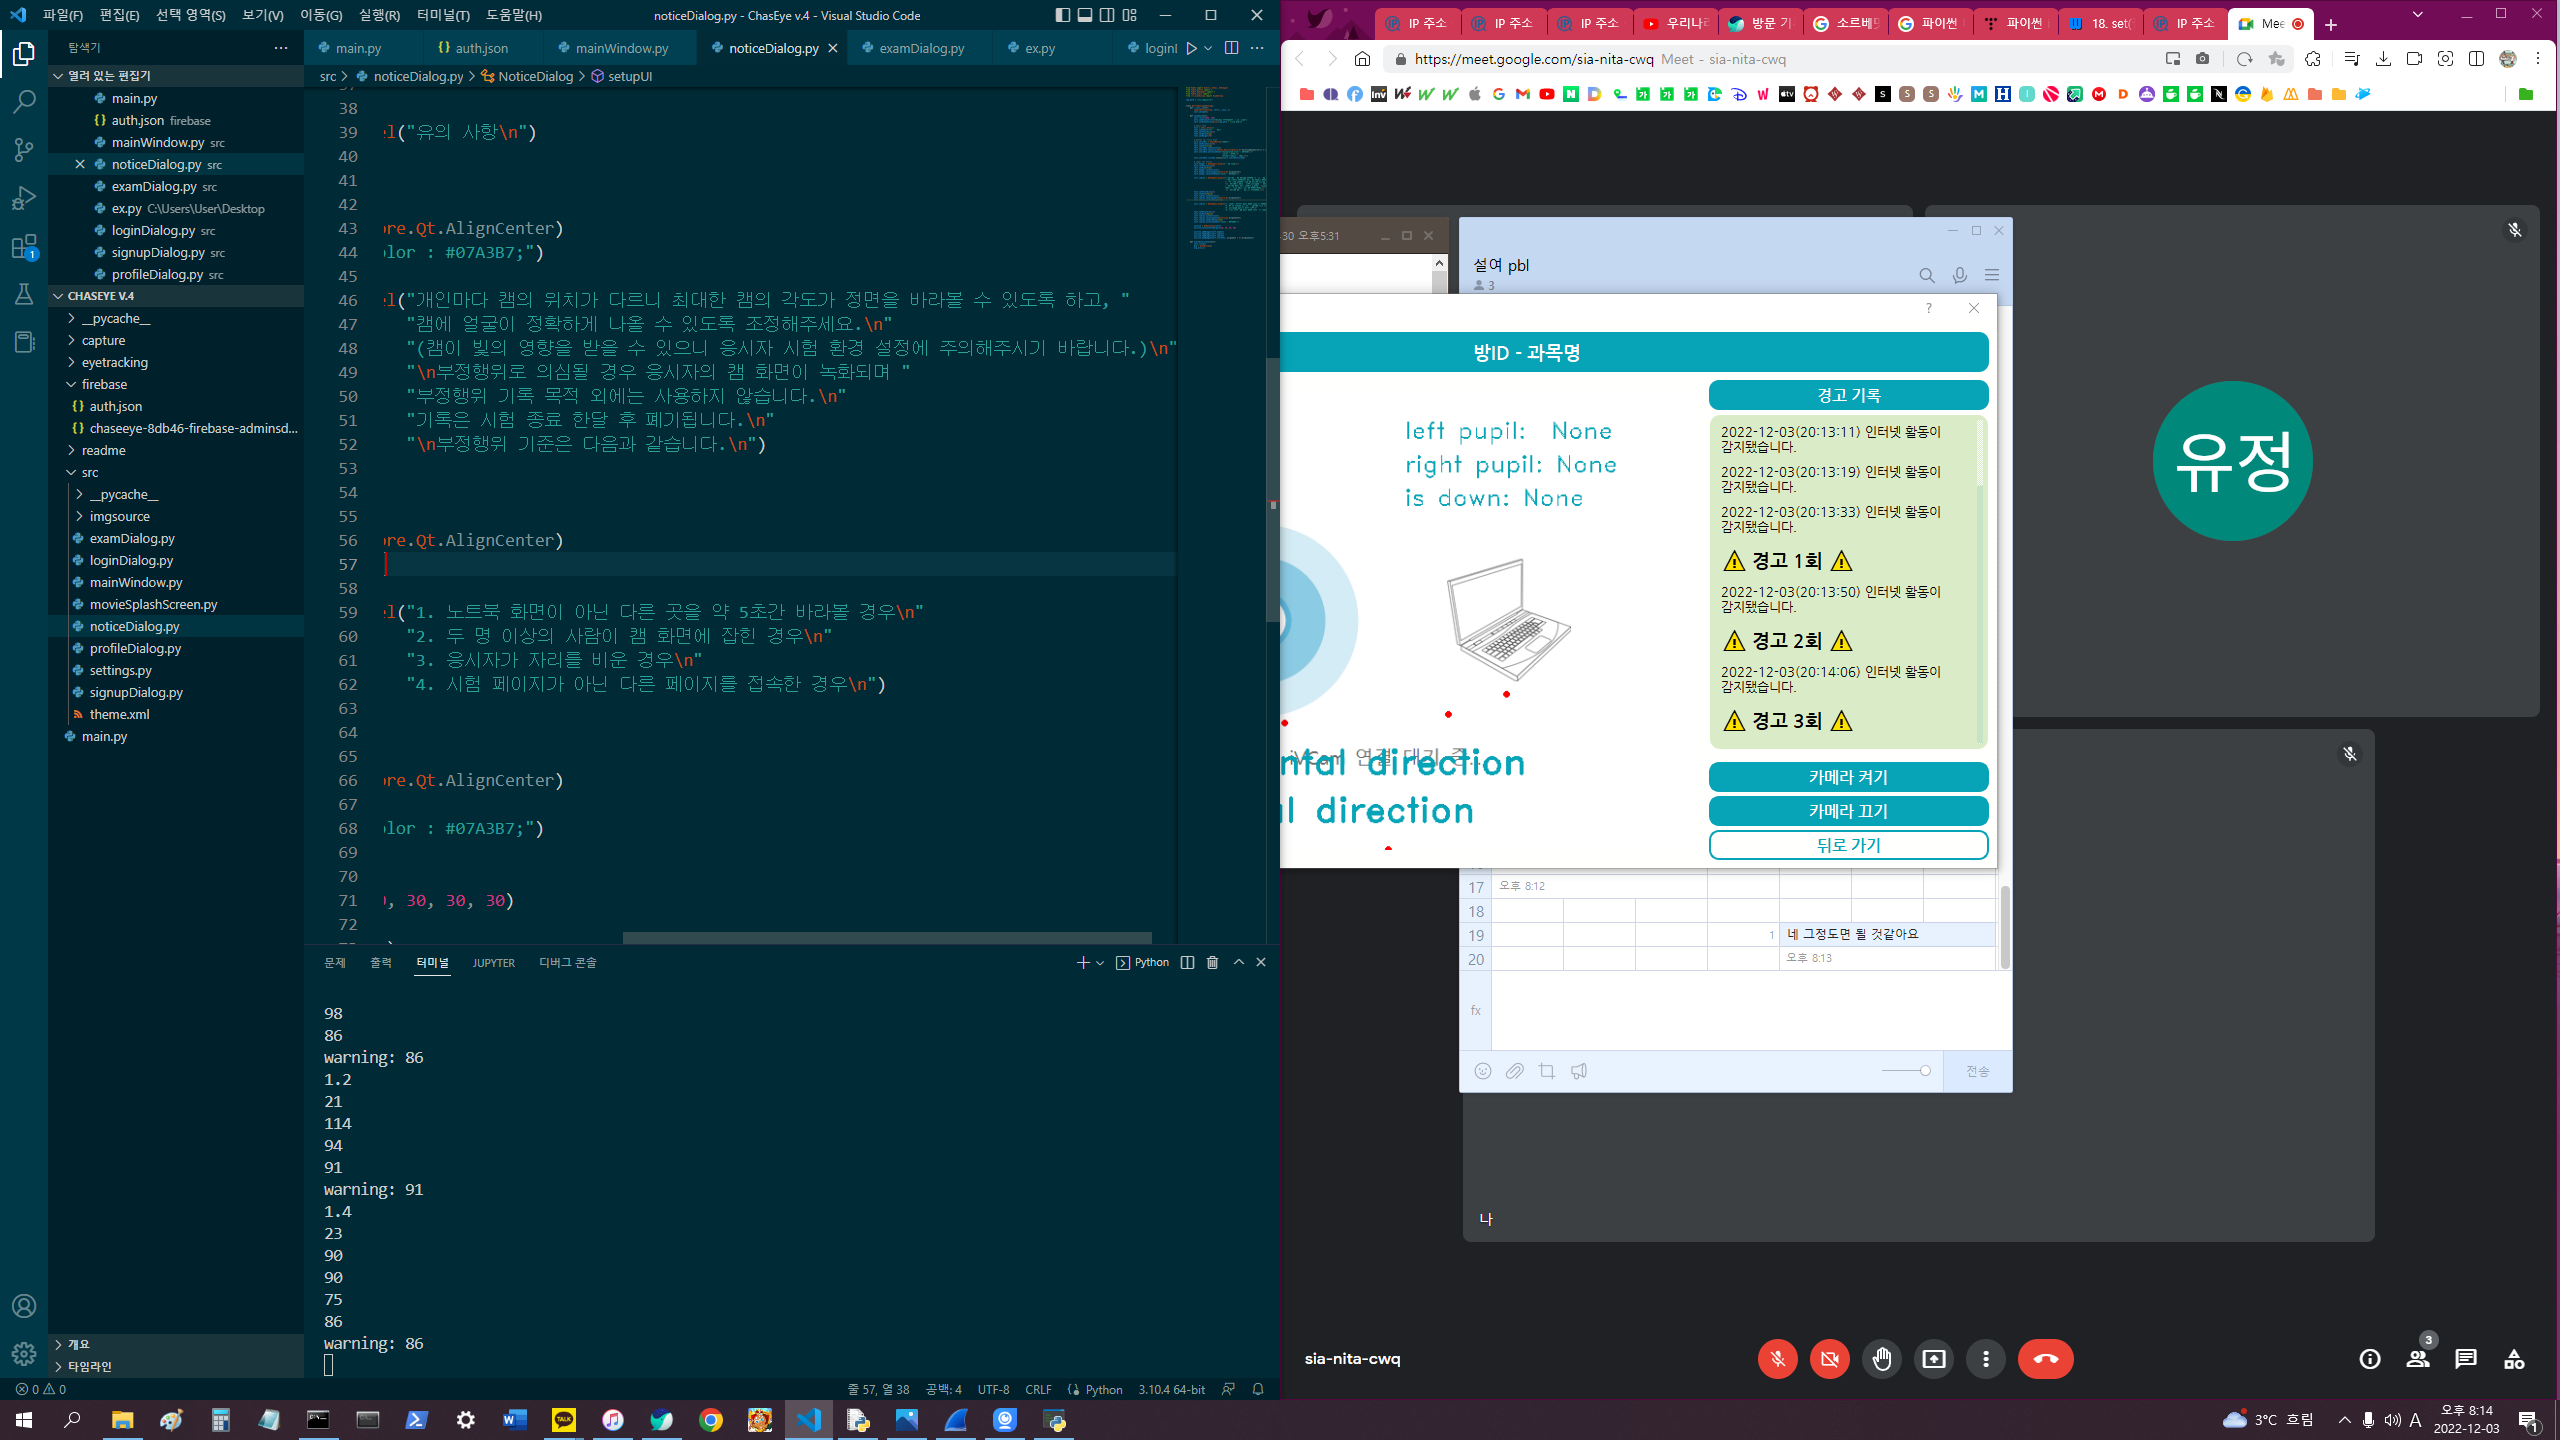 파일(F) 편집(E) 선택 영역(S) 보기(V) 이동(G) 실행(R) 터미널(T) 도움말(H)
noticeDialog.py - ChasEye v.4 - Visual Studio Code
탐색기
main.py
auth.json
mainWindow.py
noticeDialog.py
examDialog.py
ex.py
loginI
열려 있는 편집기
src > noticeDialog.py > NoticeDialog > setupUI
main.py
auth.json firebase
mainWindow.py src
noticeDialog.py src
examDialog.py src
ex.py C:\Users\User\Desktop
loginDialog.py src
signupDialog.py src
profileDialog.py src
CHASEYE V.4
__pycache__
capture
eyetracking
firebase
auth.json
chaseeye-8db46-firebase-adminsd...
readme
src
__pycache__
imgsource
examDialog.py
loginDialog.py
mainWindow.py
movieSplashScreen.py
noticeDialog.py
profileDialog.py
settings.py
signupDialog.py
theme.xml
main.py
개요
타임라인
38
39 el("유의 사항\n")
40
41
42
43 ore.Qt.AlignCenter)
44 olor : #07A3B7;")
45
46 el("개인마다 캠의 위치가 다르니 최대한 캠의 각도가 정면을 바라볼 수 있도록 하고, "
47 "캠에 얼굴이 정확하게 나올 수 있도록 조정해주세요.\n"
48 "(캠이 빛의 영향을 받을 수 있으니 응시자 시험 환경 설정에 주의해주시기 바랍니다.)\n"
49 "\n부정행위로 의심될 경우 응시자의 캠 화면이 녹화되며 "
50 "부정행위 기록 목적 외에는 사용하지 않습니다.\n"
51 "기록은 시험 종료 한달 후 폐기됩니다.\n"
52 "\n부정행위 기준은 다음과 같습니다.\n")
53
54
55
56 ore.Qt.AlignCenter)
57
58
59 el("1. 노트북 화면이 아닌 다른 곳을 약 5초간 바라볼 경우\n"
60 "2. 두 명 이상의 사람이 캠 화면에 잡힌 경우\n"
61 "3. 응시자가 자리를 비운 경우\n"
62 "4. 시험 페이지가 아닌 다른 페이지를 접속한 경우\n")
63
64
65
66 ore.Qt.AlignCenter)
67
68 olor : #07A3B7;")
69
70
71 , 30, 30, 30)
72
문제 출력 터미널 JUPYTER 디버그 콘솔
Python
98
86
warning: 86
1.2
21
114
94
91
warning: 91
1.4
23
90
90
75
86
warning: 86
0 0
줄 57, 열 38 공백: 4 UTF-8 CRLF Python 3.10.4 64-bit
IP 주소
IP 주소
IP 주소
우리나라
방문 기
소르베
파이썬
파이썬
18. set(
IP 주소
Mee
https://meet.google.com/sia-nita-cwq Meet - sia-nita-cwq
-30 오후5:31
설여 pbl
3
방ID - 과목명
left pupil: None
right pupil: None
is down: None
iVCam 연결 대기 중...
ntal direction
al direction
경고 기록
2022-12-03(20:13:11) 인터넷 활동이
감지됐습니다.
2022-12-03(20:13:19) 인터넷 활동이
감지됐습니다.
2022-12-03(20:13:33) 인터넷 활동이
감지됐습니다.
경고 1회
2022-12-03(20:13:50) 인터넷 활동이
감지됐습니다.
경고 2회
2022-12-03(20:14:06) 인터넷 활동이
감지됐습니다.
경고 3회
카메라 켜기
카메라 끄기
뒤로 가기
17 오후 8:12
18
19 1 네 그정도면 될 것같아요
20 오후 8:13
fx
전송
유정
나
sia-nita-cwq
3
3°C 흐림
A
오후 8:14
2022-12-03
1